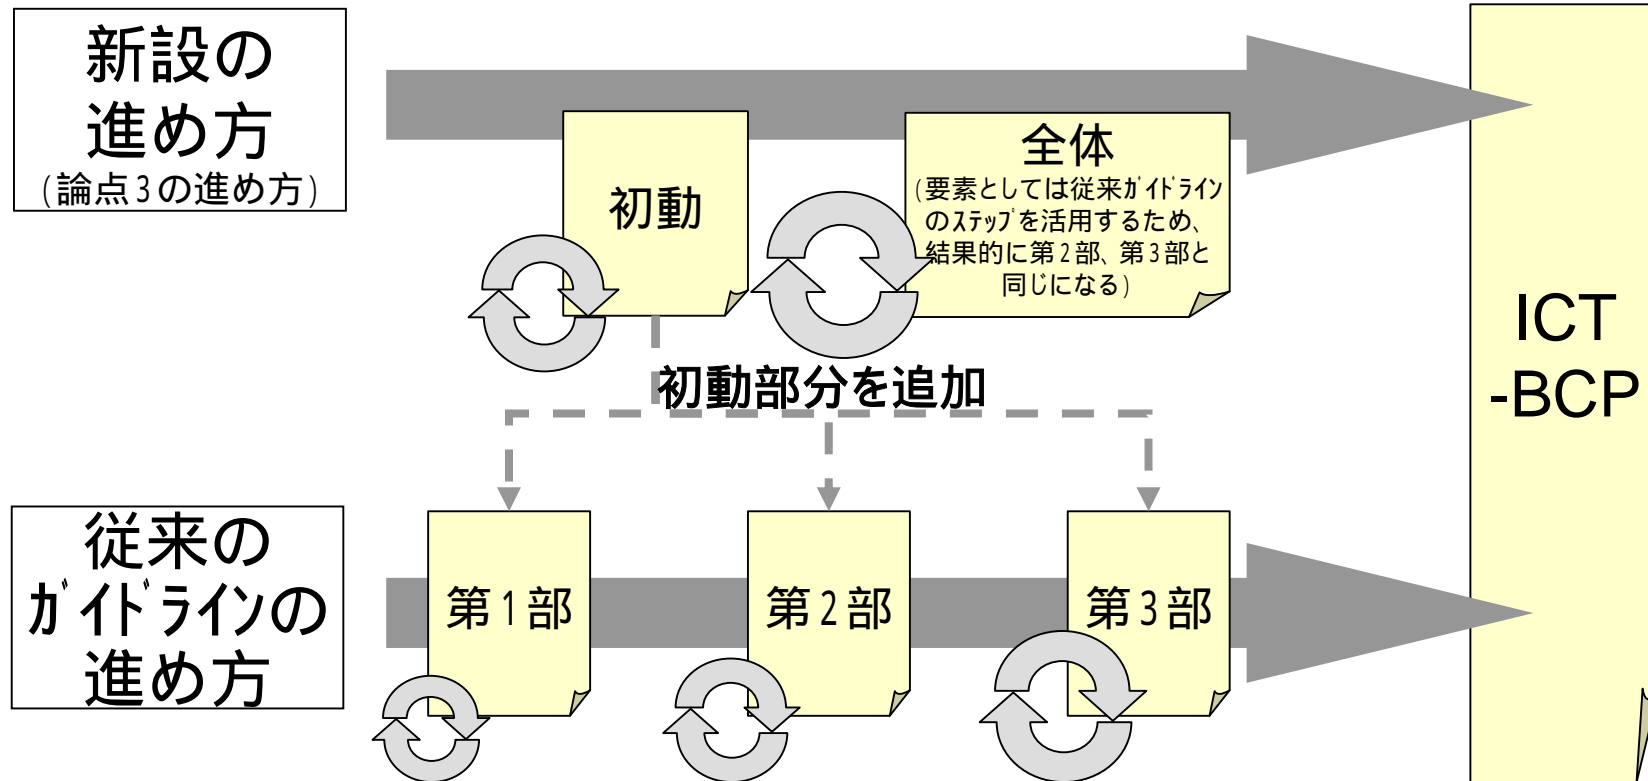 新設の
進め方
(論点3の進め方)
初動
全体
(要素としては従来ｶﾞｲﾄﾞﾗｲﾝ
のｽﾃｯﾌﾟを活用するため、
結果的に第2部、第3部と
同じになる)
初動部分を追加
ICT
-BCP
従来の
ｶﾞｲﾄﾞﾗｲﾝの
進め方
第1部
第2部
第3部